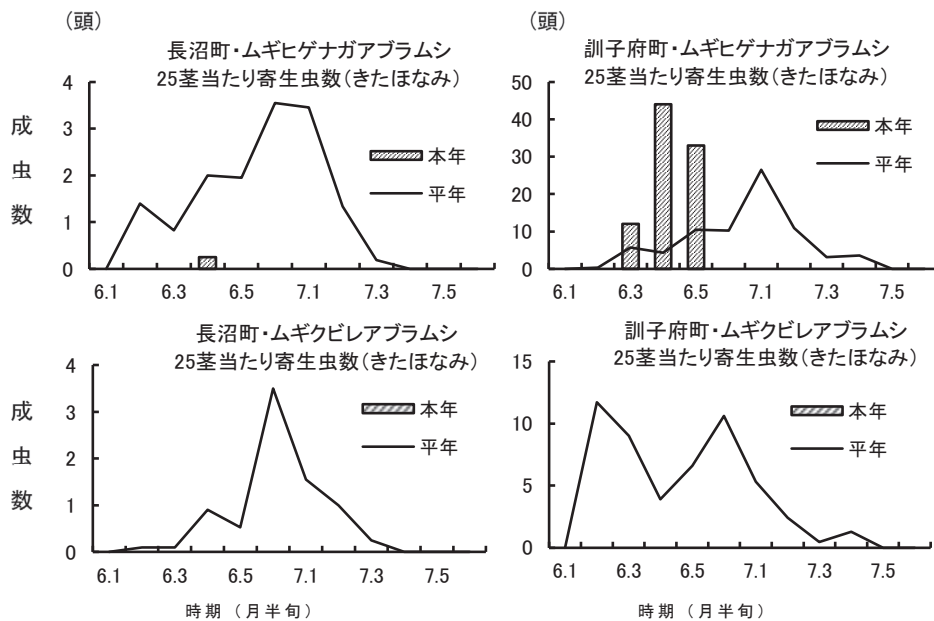 (頭)
長沼町・ムギヒゲナガアブラムシ
25茎当たり寄生虫数(きたほなみ)
成虫数
4
3
2
1
0
本年
平年
6.1 6.3 6.5 7.1 7.3 7.5
(頭)
訓子府町・ムギヒゲナガアブラムシ
25茎当たり寄生虫数(きたほなみ)
50
40
30
20
10
0
本年
平年
6.1 6.3 6.5 7.1 7.3 7.5
長沼町・ムギクビレアブラムシ
25茎当たり寄生虫数(きたほなみ)
成虫数
4
3
2
1
0
本年
平年
6.1 6.3 6.5 7.1 7.3 7.5
時期(月半旬)
訓子府町・ムギクビレアブラムシ
25茎当たり寄生虫数(きたほなみ)
15
10
5
0
本年
平年
6.1 6.3 6.5 7.1 7.3 7.5
時期(月半旬)